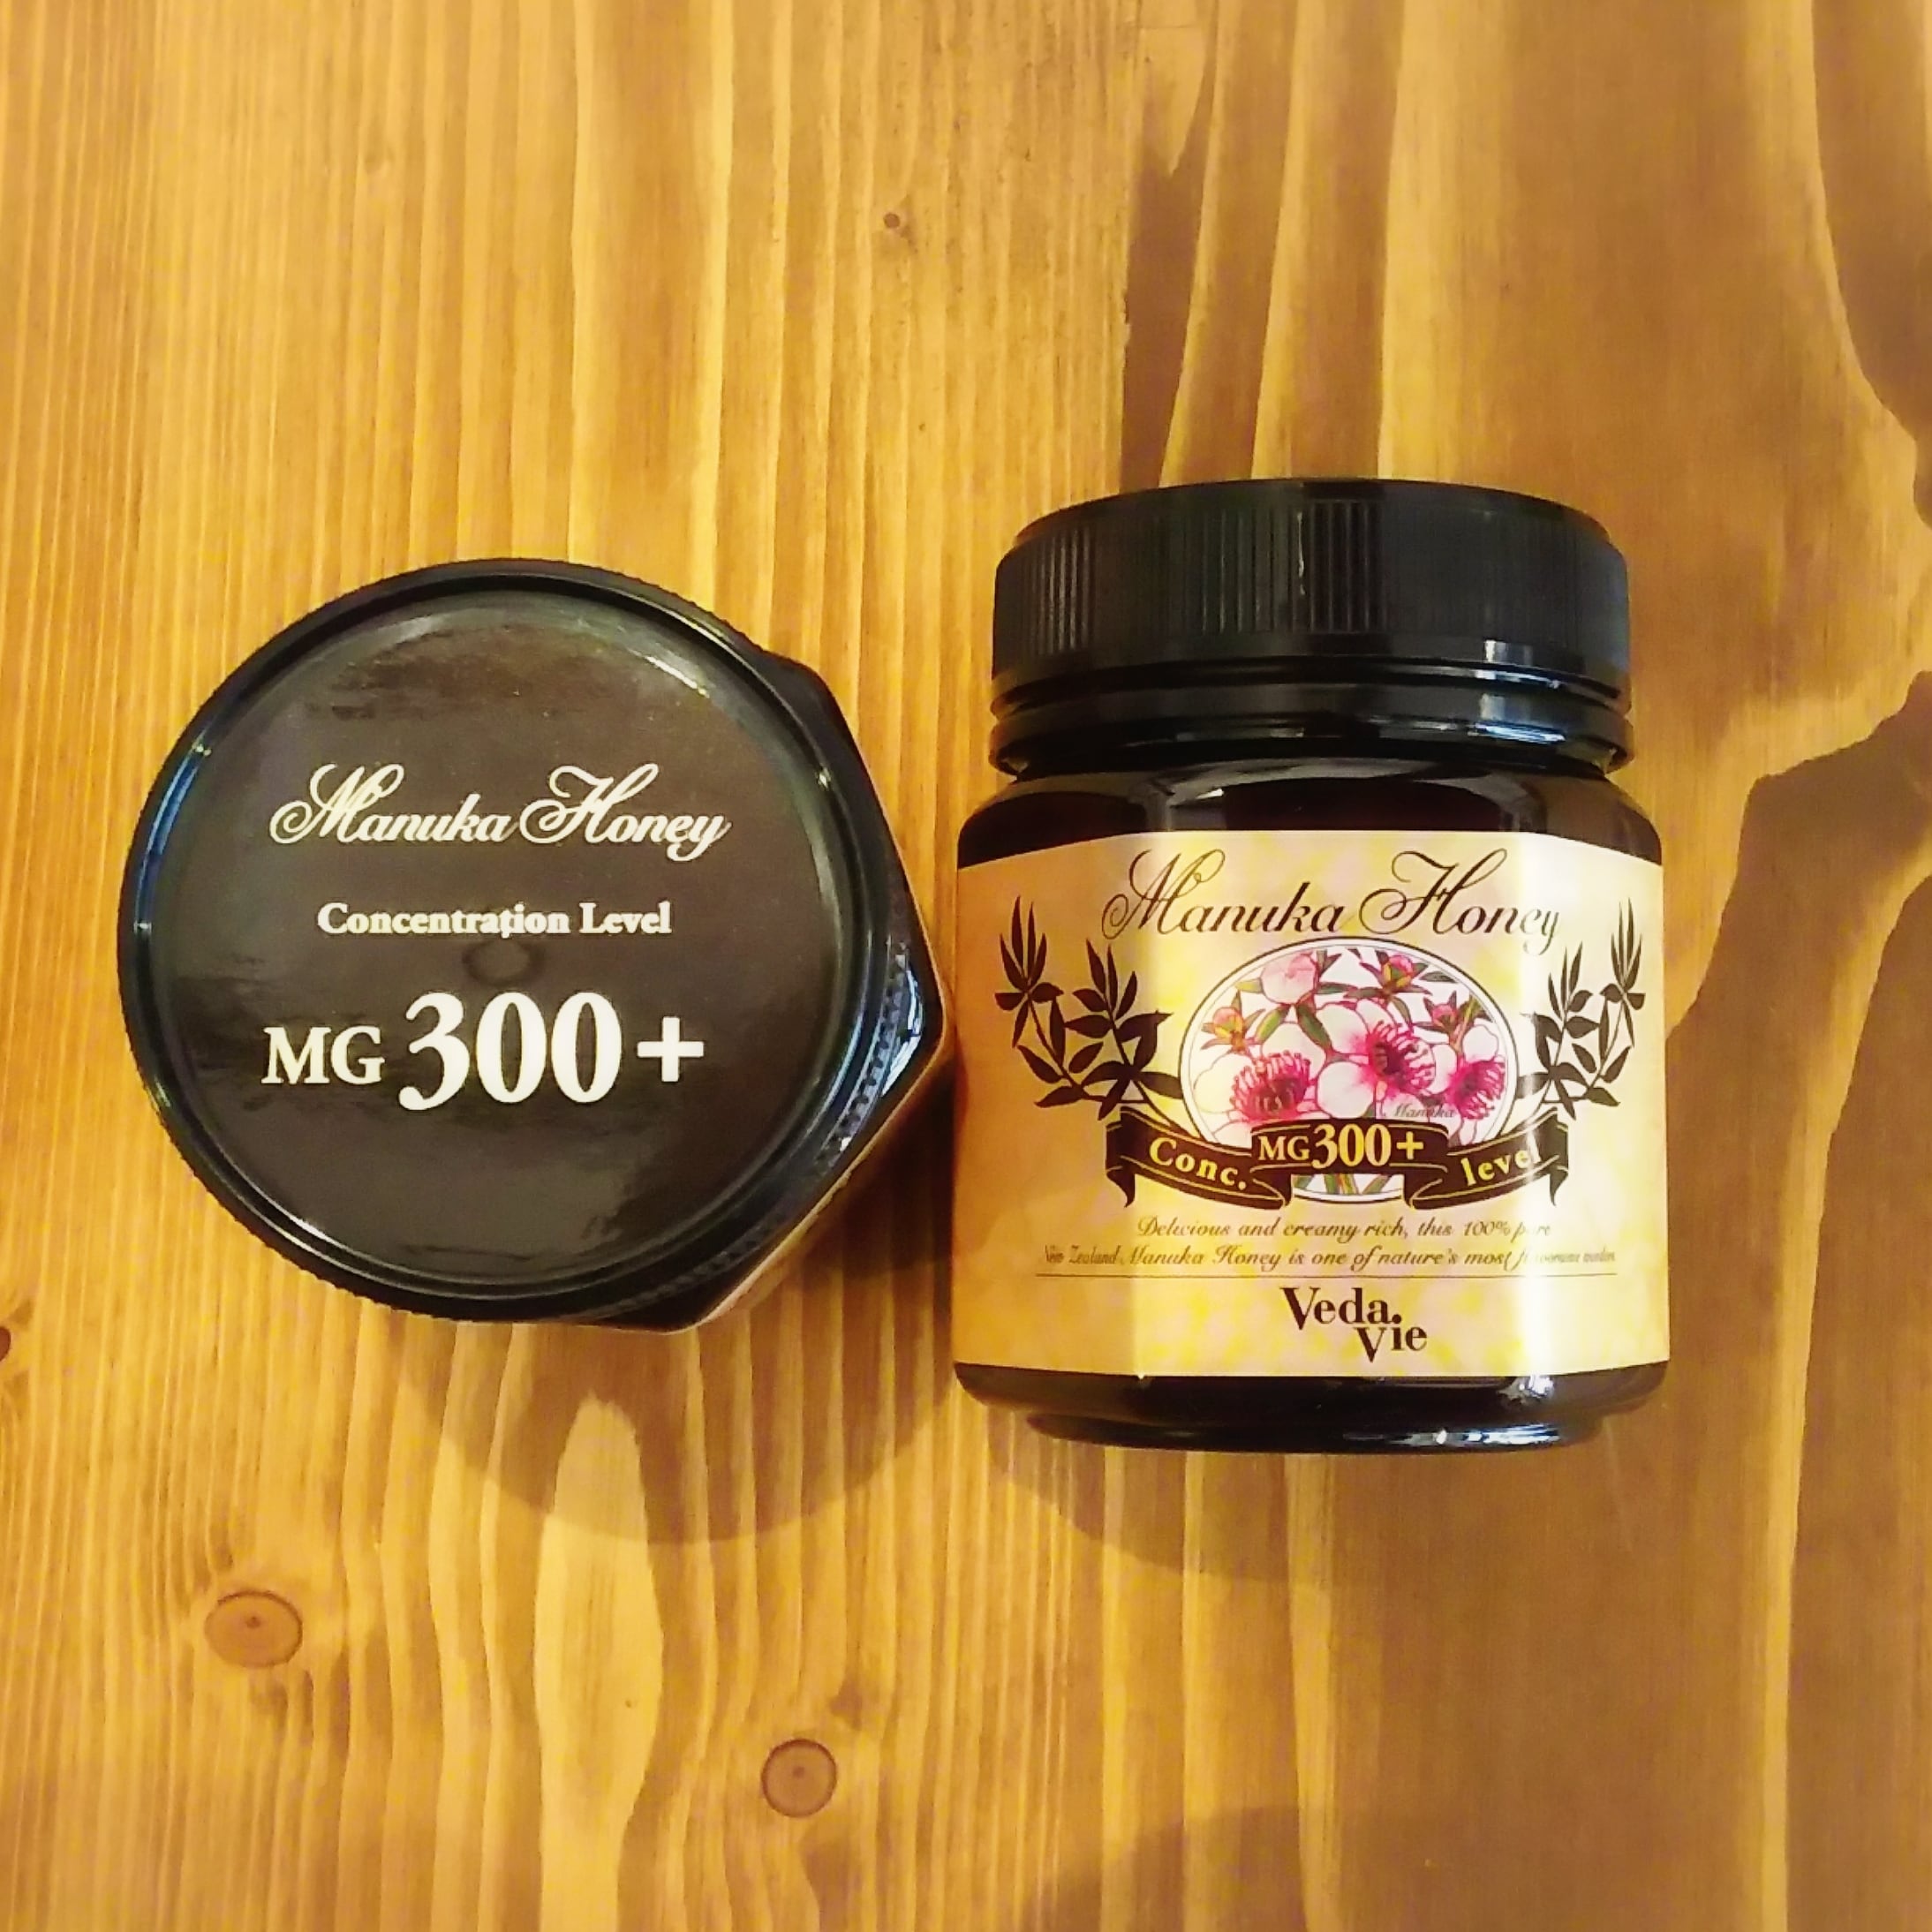 Manuka Honey
Concentration Level
MG 300+
Manuka Honey
Manuka
Conc. MG300+ level
Delicious and creamy rich, this 100% pure
New Zealand Manuka Honey is one of nature's most
Veda.
Vie